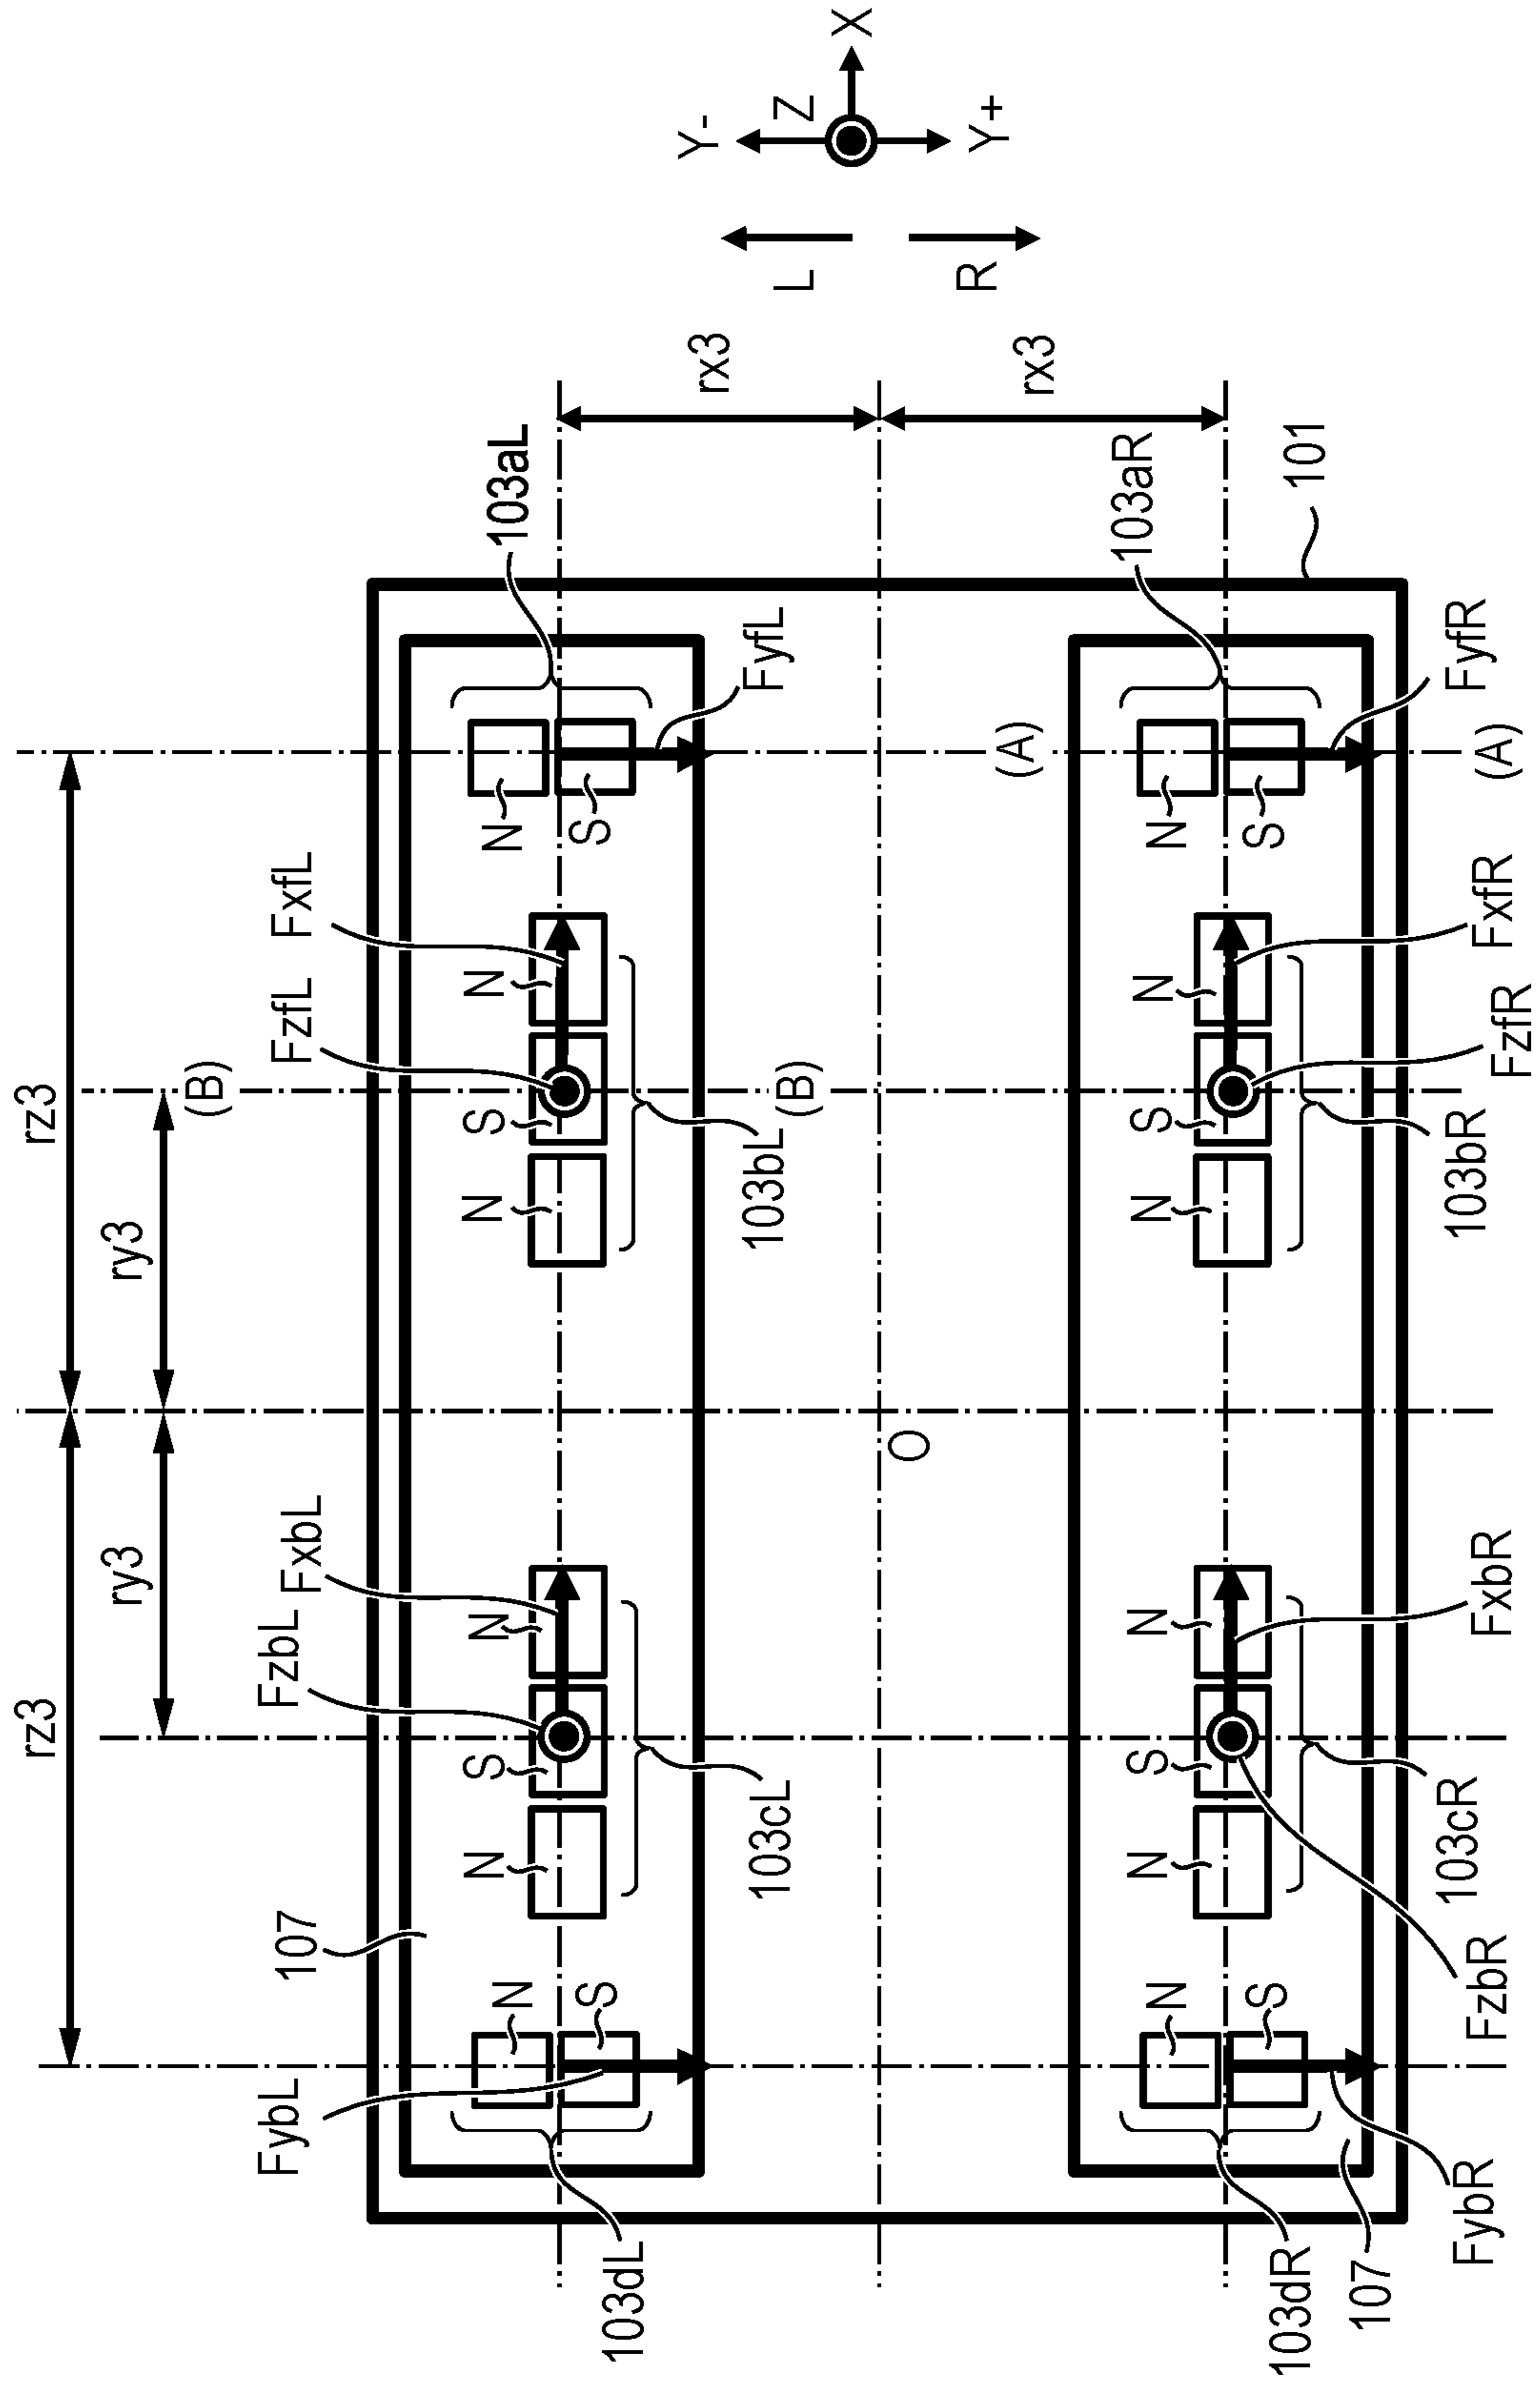 rz3
rz3
ry3
ry3
(B)
(B)
FzbL
FxbL
FzfL
FxfL
107
FybL
N
S
N
S
N
N
S
N
N
S
103aL
FyfL
103dL
103cL
103bL
rx3
rx3
L
R
Y-
Z
X
Y+
O
(A)
(A)
103aR
101
N
S
N
S
N
N
S
N
N
S
103dR
107
FybR
FzbR
103cR
FxbR
103bR
FzfR
FxfR
FyfR